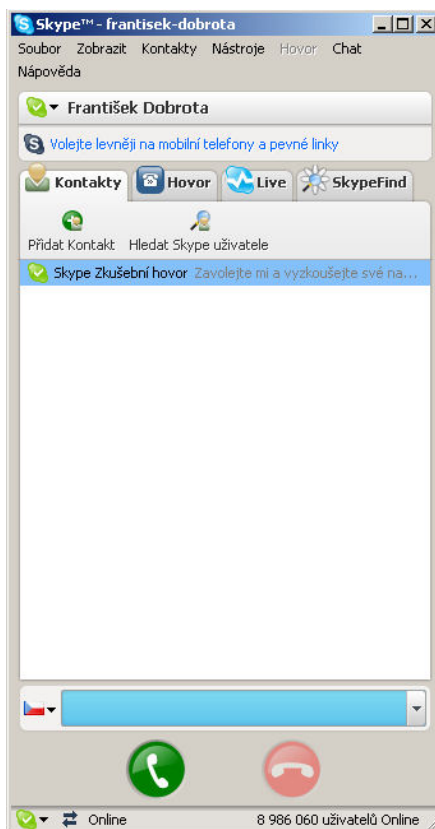 Skype™ - frantisek-dobrota
Soubor Zobrazit Kontakty Nástroje Hovor Chat
Nápověda
František Dobrota
Volejte levněji na mobilní telefony a pevné linky
Kontakty Hovor Live SkypeFind
Přidat Kontakt Hledat Skype uživatele
Skype Zkušební hovor Zavolejte mi a vyzkoušejte své na...
Online 8 986 060 uživatelů Online